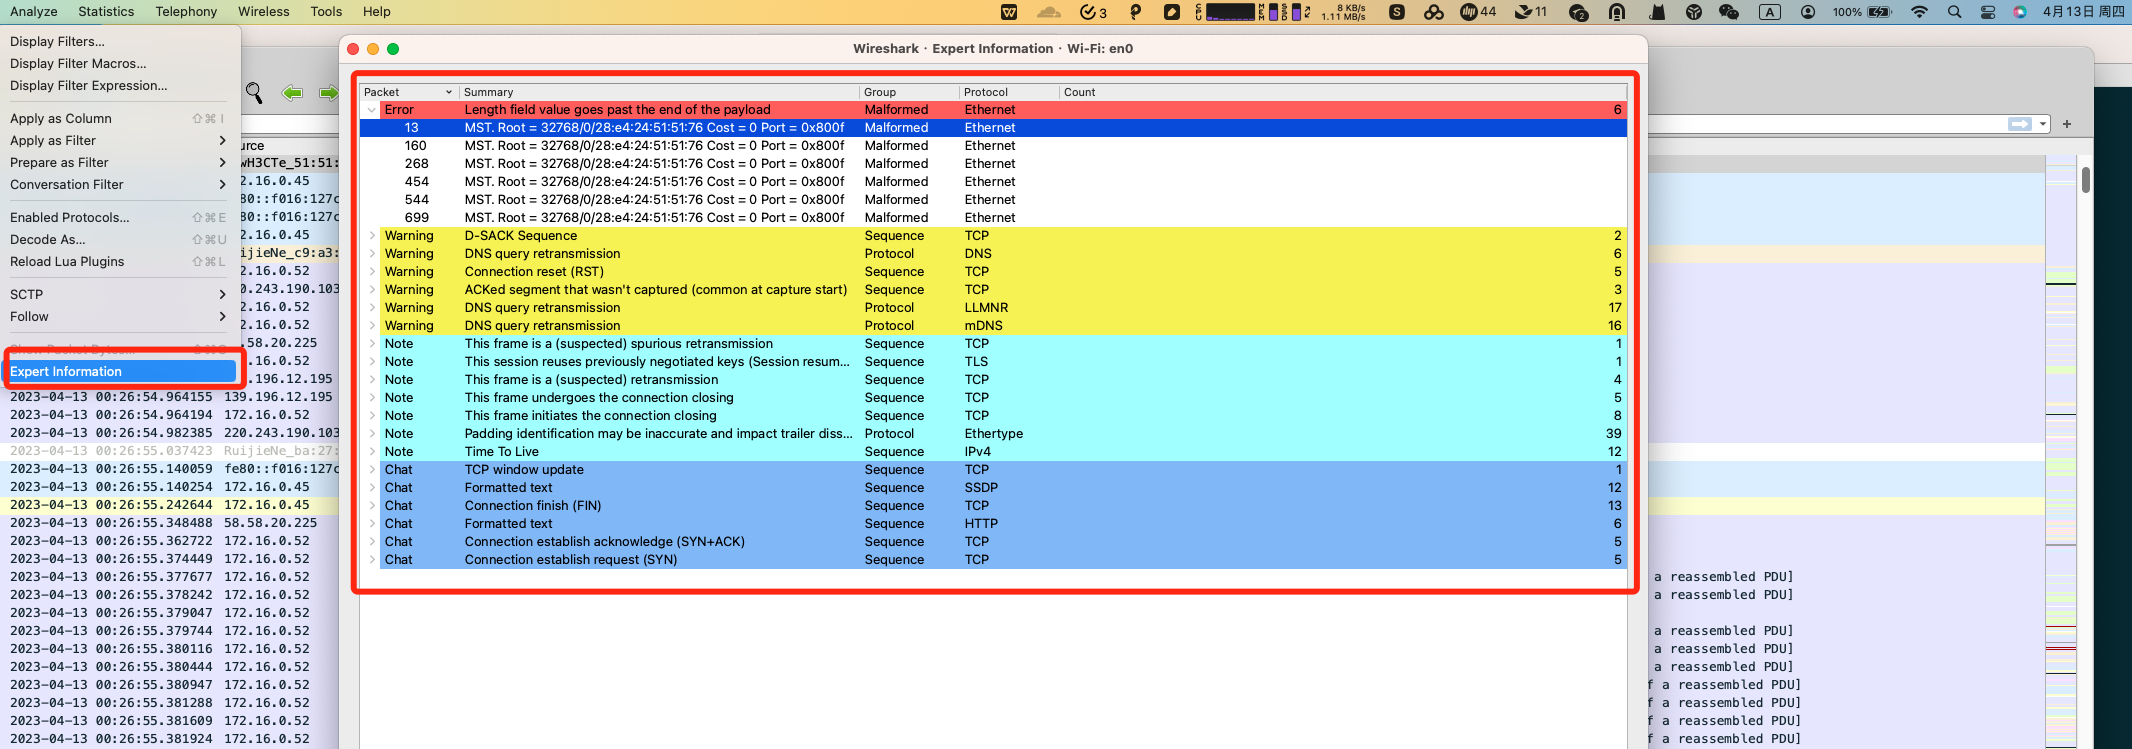 Analyze Statistics Telephony Wireless Tools Help 3 8 KB/s 1.11 MB/s 44 11 2 A 100% 4月13日 周四
Wireshark · Expert Information · Wi-Fi: en0
Display Filters...
Display Filter Macros...
Display Filter Expression...
Apply as Column ⇧⌘I
Apply as Filter
Prepare as Filter
Conversation Filter
Enabled Protocols... ⇧⌘E
Decode As... ⇧⌘U
Reload Lua Plugins ⇧⌘L
SCTP
Follow
Expert Information
Packet Summary Group Protocol Count
Error Length field value goes past the end of the payload Malformed Ethernet 6
13 MST. Root = 32768/0/28:e4:24:51:51:76 Cost = 0 Port = 0x800f Malformed Ethernet
160 MST. Root = 32768/0/28:e4:24:51:51:76 Cost = 0 Port = 0x800f Malformed Ethernet
268 MST. Root = 32768/0/28:e4:24:51:51:76 Cost = 0 Port = 0x800f Malformed Ethernet
454 MST. Root = 32768/0/28:e4:24:51:51:76 Cost = 0 Port = 0x800f Malformed Ethernet
544 MST. Root = 32768/0/28:e4:24:51:51:76 Cost = 0 Port = 0x800f Malformed Ethernet
699 MST. Root = 32768/0/28:e4:24:51:51:76 Cost = 0 Port = 0x800f Malformed Ethernet
Warning D-SACK Sequence Sequence TCP 2
Warning DNS query retransmission Protocol DNS 6
Warning Connection reset (RST) Sequence TCP 5
Warning ACKed segment that wasn't captured (common at capture start) Sequence TCP 3
Warning DNS query retransmission Protocol LLMNR 17
Warning DNS query retransmission Protocol mDNS 16
Note This frame is a (suspected) spurious retransmission Sequence TCP 1
Note This session reuses previously negotiated keys (Session resum... Sequence TLS 1
Note This frame is a (suspected) retransmission Sequence TCP 4
Note This frame undergoes the connection closing Sequence TCP 5
Note This frame initiates the connection closing Sequence TCP 8
Note Padding identification may be inaccurate and impact trailer diss... Protocol Ethertype 39
Note Time To Live Sequence IPv4 12
Chat TCP window update Sequence TCP 1
Chat Formatted text Sequence SSDP 12
Chat Connection finish (FIN) Sequence TCP 13
Chat Formatted text Sequence HTTP 6
Chat Connection establish acknowledge (SYN+ACK) Sequence TCP 5
Chat Connection establish request (SYN) Sequence TCP 5
urce
wH3CTe_51:51:
2.16.0.45
80::f016:127c
80::f016:127c
2.16.0.45
ijieNe_c9:a3:
2.16.0.52
0.243.190.103
2.16.0.52
2.16.0.52
.58.20.225
2.16.0.52
.196.12.195
2023-04-13 00:26:54.964155 139.196.12.195
2023-04-13 00:26:54.964194 172.16.0.52
2023-04-13 00:26:54.982385 220.243.190.103
2023-04-13 00:26:55.037423 RuijieNe_ba:27:
2023-04-13 00:26:55.140059 fe80::f016:127c
2023-04-13 00:26:55.140254 172.16.0.45
2023-04-13 00:26:55.242644 172.16.0.45
2023-04-13 00:26:55.348488 58.58.20.225
2023-04-13 00:26:55.362722 172.16.0.52
2023-04-13 00:26:55.374449 172.16.0.52
2023-04-13 00:26:55.377677 172.16.0.52 a reassembled PDU]
2023-04-13 00:26:55.378242 172.16.0.52 a reassembled PDU]
2023-04-13 00:26:55.379047 172.16.0.52
2023-04-13 00:26:55.379744 172.16.0.52 a reassembled PDU]
2023-04-13 00:26:55.380116 172.16.0.52 a reassembled PDU]
2023-04-13 00:26:55.380444 172.16.0.52 a reassembled PDU]
2023-04-13 00:26:55.380947 172.16.0.52 f a reassembled PDU]
2023-04-13 00:26:55.381288 172.16.0.52 f a reassembled PDU]
2023-04-13 00:26:55.381609 172.16.0.52 f a reassembled PDU]
2023-04-13 00:26:55.381924 172.16.0.52 f a reassembled PDU]